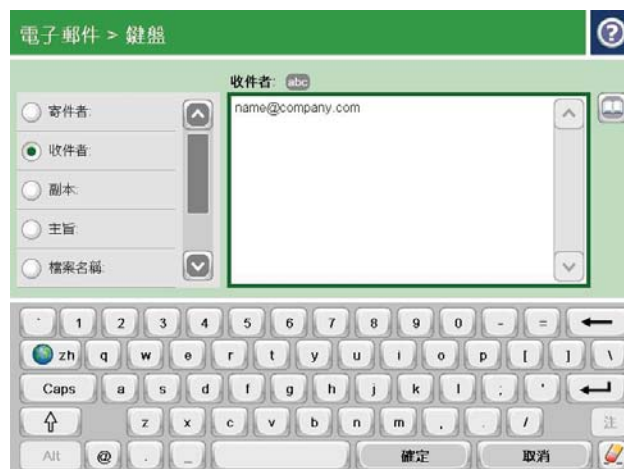 電子郵件 > 鍵盤
?
收件者: abc
寄件者:
收件者:
副本:
主旨:
檔案名稱:
name@company.com
` 1 2 3 4 5 6 7 8 9 0 - =
zh q w e r t y u i o p [ ] \
Caps a s d f g h j k l ; '
z x c v b n m , . / 注
Alt @ . _ 確定 取消